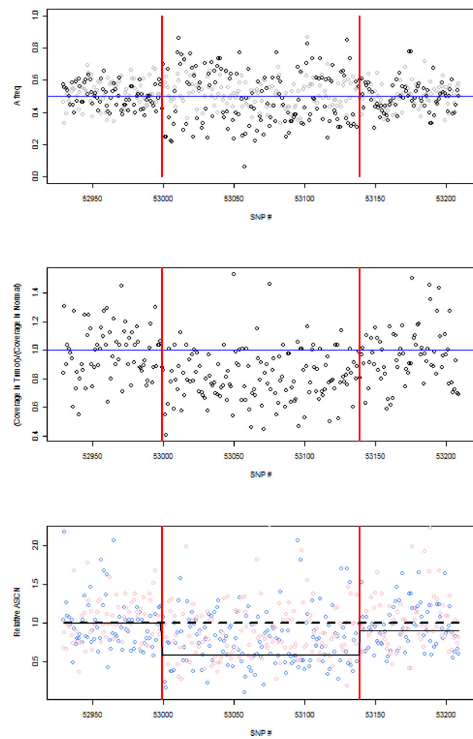 1.0
0.8
0.6
0.4
0.2
0.0
A freq
52950 53000 53050 53100 53150 53200
SNP #
1.4
1.2
1.0
0.8
0.6
0.4
(Coverage in Tumor)/(Coverage in Normal)
52950 53000 53050 53100 53150 53200
SNP #
2.0
1.5
1.0
0.5
Relative ASCN
52950 53000 53050 53100 53150 53200
SNP #